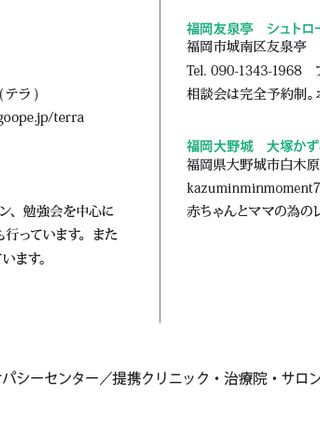 (テラ)
goope.jp/terra
ン、勉強会を中心に
も行っています。また
います。
福岡友泉亭　シュトロー
福岡市城南区友泉亭
Tel. 090-1343-1968
相談会は完全予約制。
福岡大野城　大塚かず
福岡県大野城市白木原
kazuminminmoment7
赤ちゃんとママの為の
パシーセンター／提携クリニック・治療院・サロン